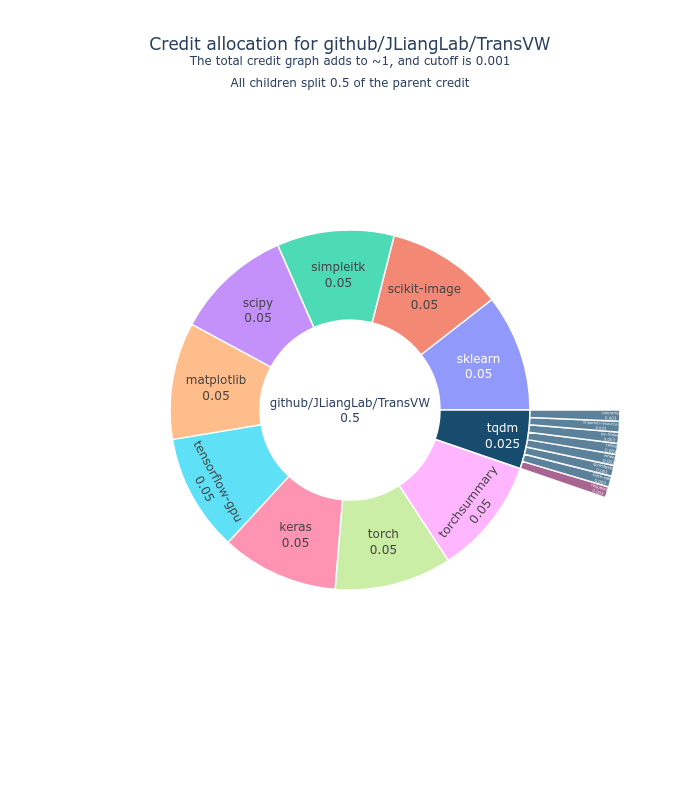 Credit allocation for github/JLiangLab/TransVW
The total credit graph adds to ~1, and cutoff is 0.001
All children split 0.5 of the parent credit
simpleitk
0.05
scikit-image
0.05
scipy
0.05
sklearn
0.05
matplotlib
0.05
github/JLiangLab/TransVW
0.5
tqdm
0.025
tensorflow-gpu
0.05
torchsummary
0.05
keras
0.05
torch
0.05